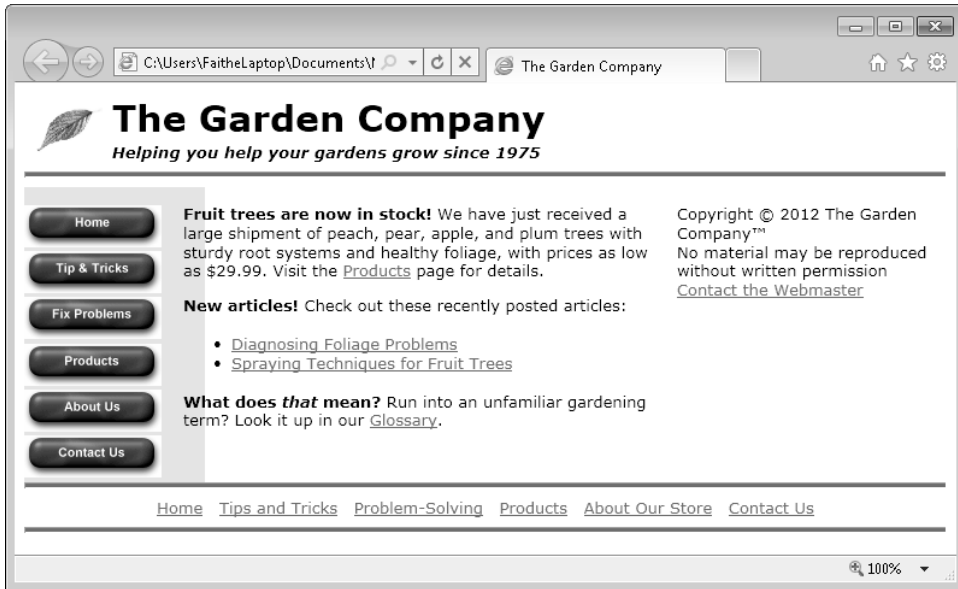 C:\Users\FaitheLaptop\Documents\
The Garden Company
The Garden Company
Helping you help your gardens grow since 1975
Home
Tip & Tricks
Fix Problems
Products
About Us
Contact Us
Fruit trees are now in stock! We have just received a
large shipment of peach, pear, apple, and plum trees with
sturdy root systems and healthy foliage, with prices as low
as $29.99. Visit the Products page for details.
New articles! Check out these recently posted articles:
• Diagnosing Foliage Problems
• Spraying Techniques for Fruit Trees
What does that mean? Run into an unfamiliar gardening
term? Look it up in our Glossary.
Copyright © 2012 The Garden
Company™
No material may be reproduced
without written permission
Contact the Webmaster
Home Tips and Tricks Problem-Solving Products About Our Store Contact Us
100%